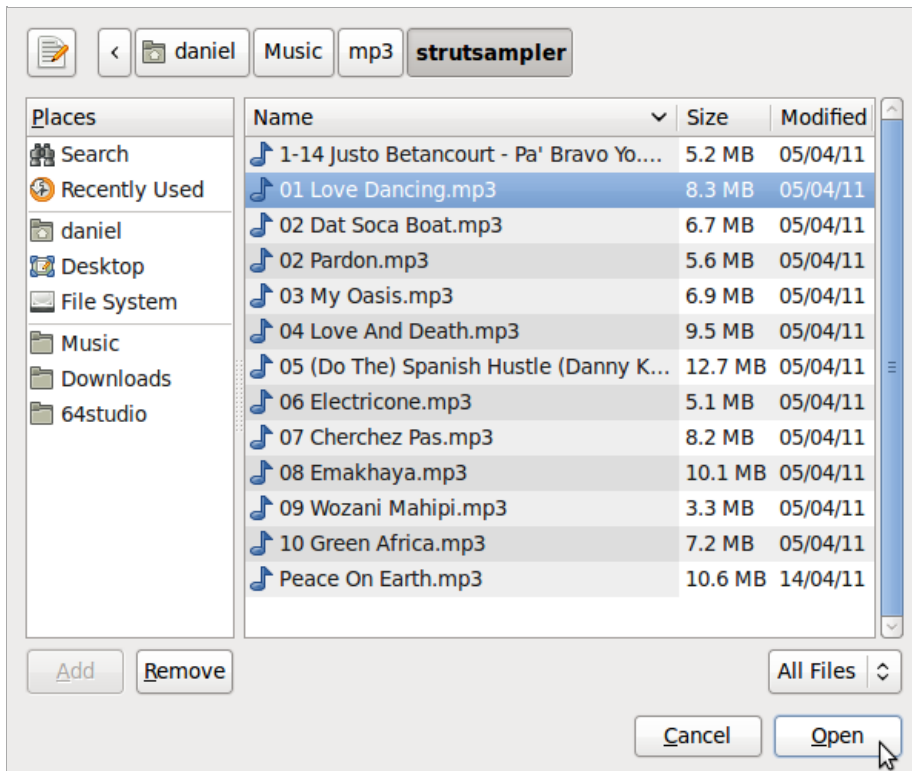 < daniel Music mp3 strutsampler
Places
Search
Recently Used
daniel
Desktop
File System
Music
Downloads
64studio
Name Size Modified
1-14 Justo Betancourt - Pa' Bravo Yo.... 5.2 MB 05/04/11
01 Love Dancing.mp3 8.3 MB 05/04/11
02 Dat Soca Boat.mp3 6.7 MB 05/04/11
02 Pardon.mp3 5.6 MB 05/04/11
03 My Oasis.mp3 6.9 MB 05/04/11
04 Love And Death.mp3 9.5 MB 05/04/11
05 (Do The) Spanish Hustle (Danny K... 12.7 MB 05/04/11
06 Electricone.mp3 5.1 MB 05/04/11
07 Cherchez Pas.mp3 8.2 MB 05/04/11
08 Emakhaya.mp3 10.1 MB 05/04/11
09 Wozani Mahipi.mp3 3.3 MB 05/04/11
10 Green Africa.mp3 7.2 MB 05/04/11
Peace On Earth.mp3 10.6 MB 14/04/11
Add Remove All Files
Cancel Open